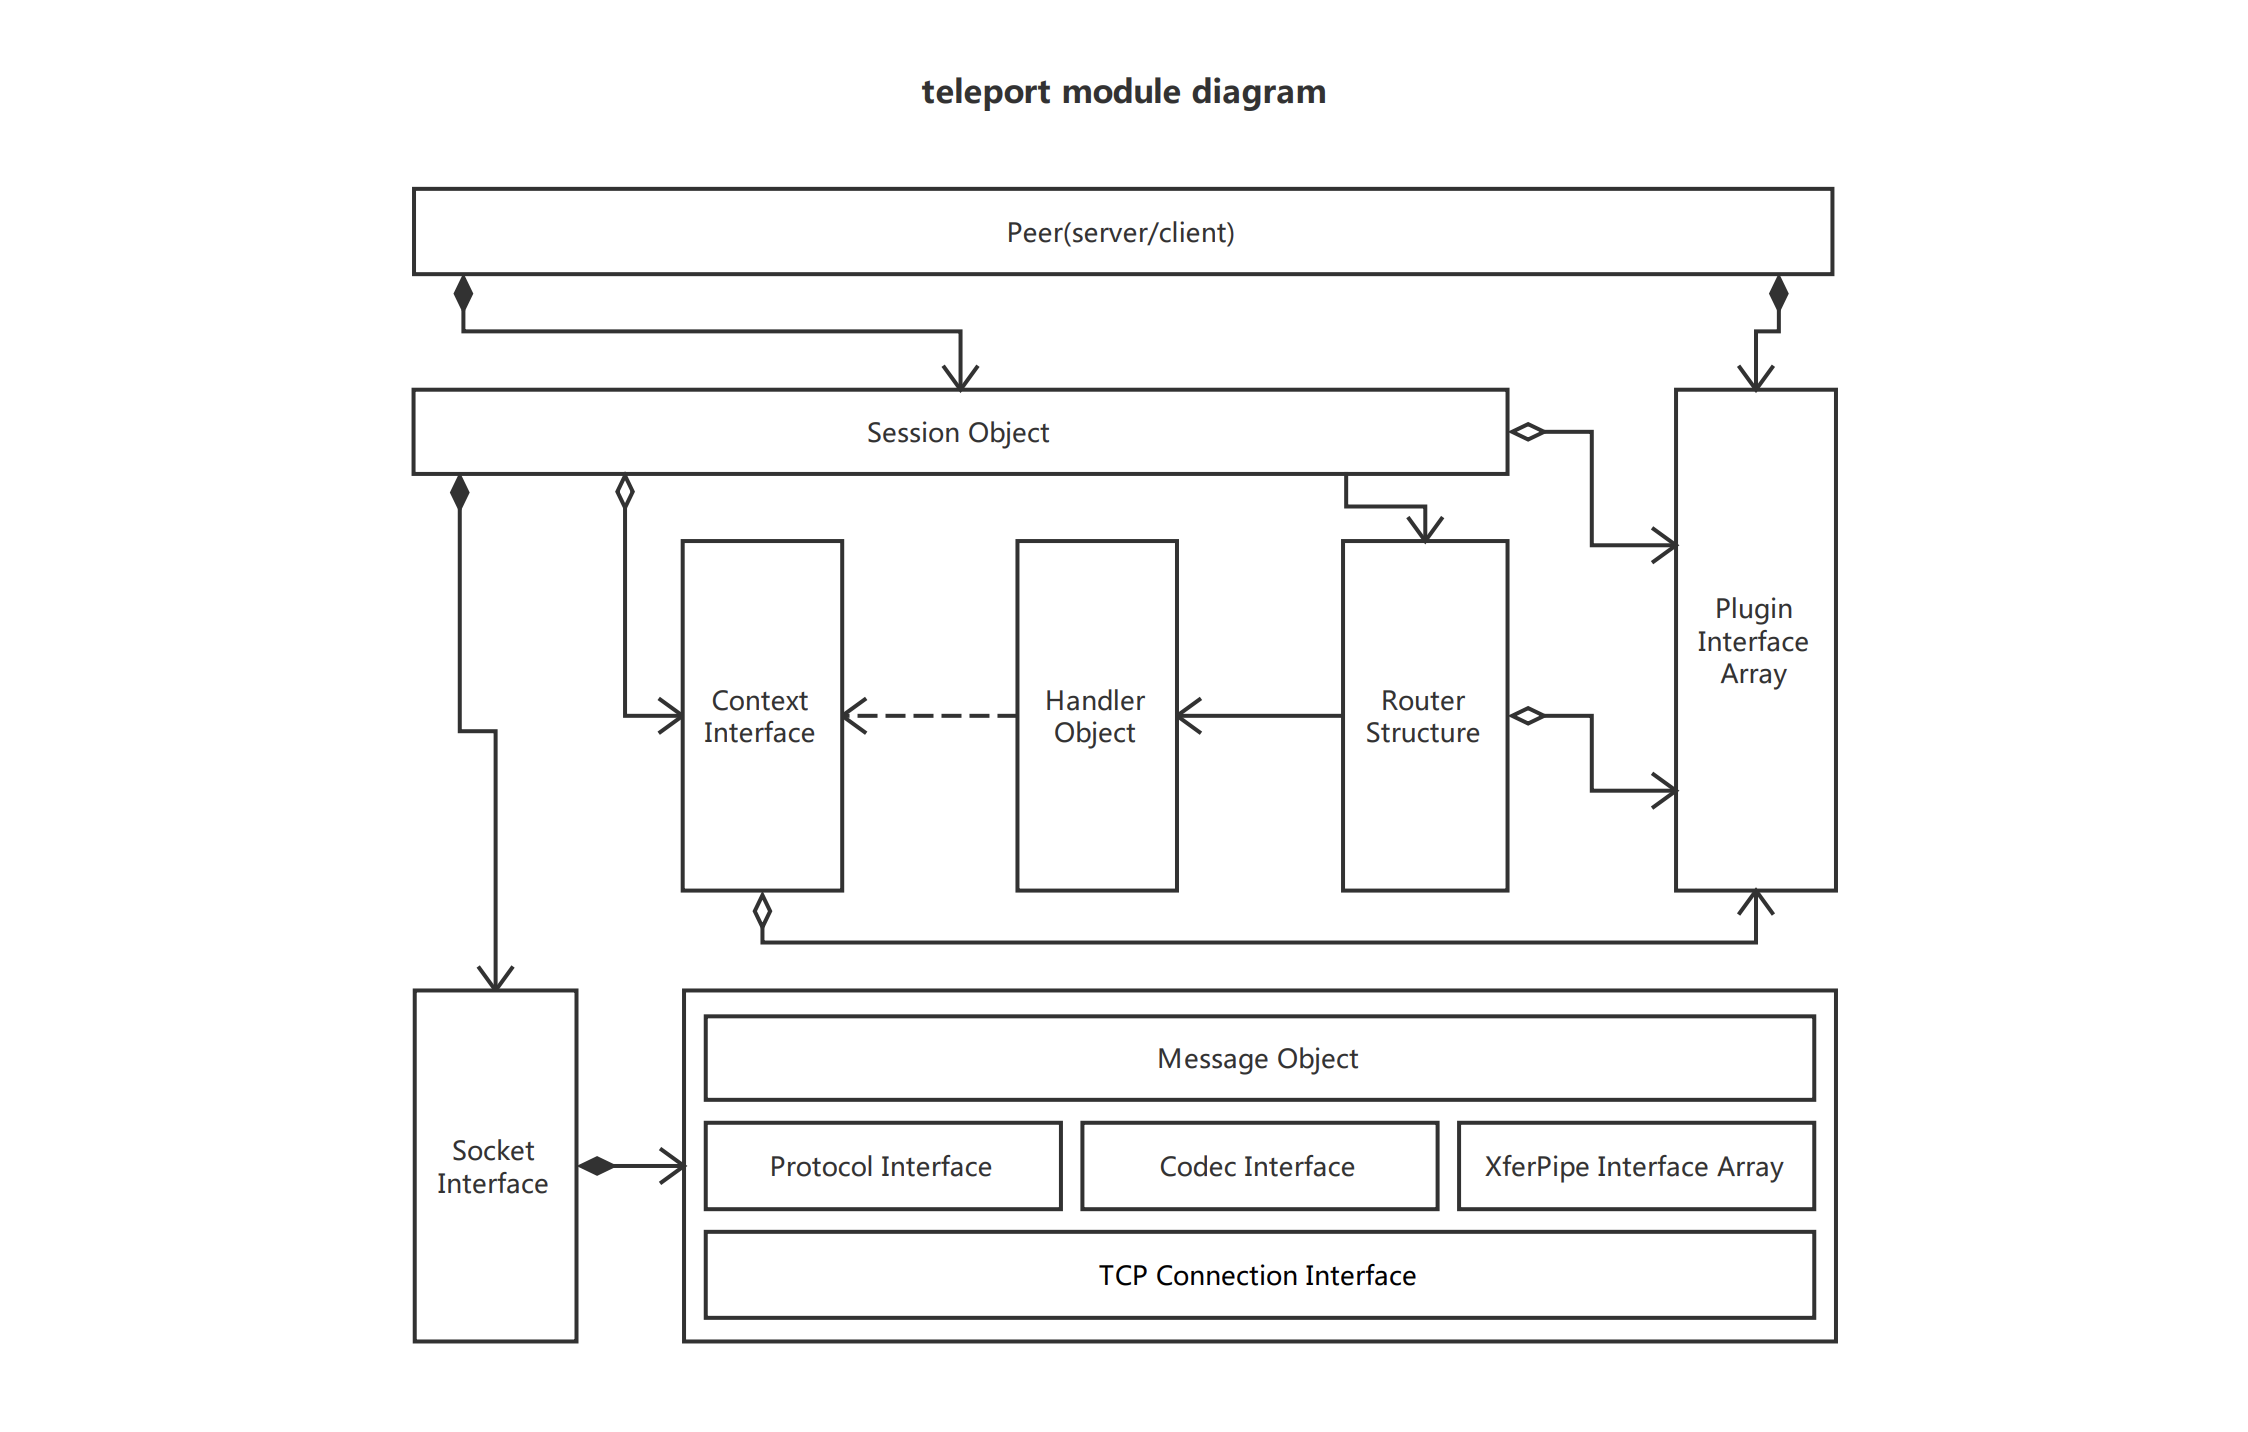 teleport module diagram
Peer(server/client)
Session Object
Plugin
Interface
Array
Context
Interface
Handler
Object
Router
Structure
Socket
Interface
Message Object
Protocol Interface
Codec Interface
XferPipe Interface Array
TCP Connection Interface